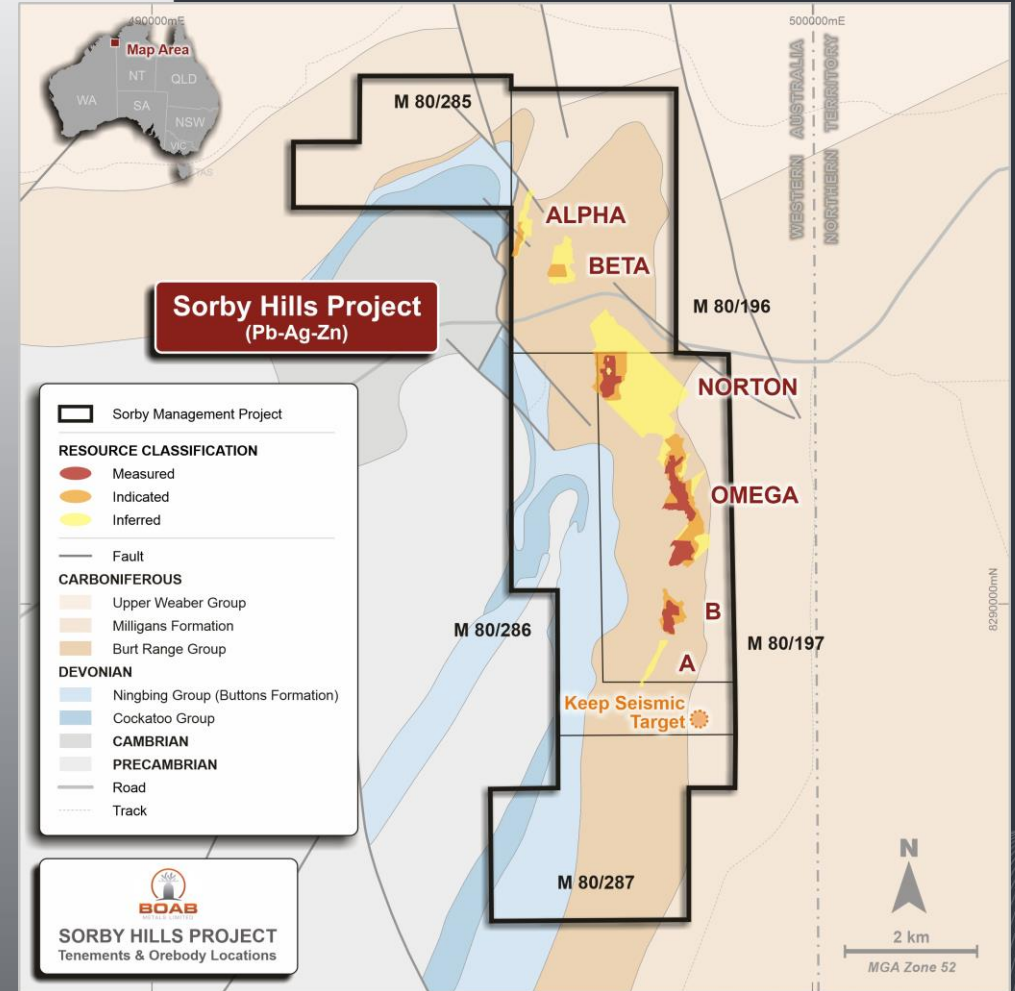 490000mE
500000mE
Map Area
NT
QLD
WA
SA
NSW
VIC
TAS
WESTERN AUSTRALIA
NORTHERN TERRITORY
M 80/285
ALPHA
BETA
Sorby Hills Project
(Pb-Ag-Zn)
M 80/196
NORTON
OMEGA
8290000mN
B
M 80/286
M 80/197
A
Keep Seismic
Target
M 80/287
Sorby Management Project
RESOURCE CLASSIFICATION
Measured
Indicated
Inferred
Fault
CARBONIFEROUS
Upper Weaber Group
Milligans Formation
Burt Range Group
DEVONIAN
Ningbing Group (Buttons Formation)
Cockatoo Group
CAMBRIAN
PRECAMBRIAN
Road
Track
BOAB
METALS LIMITED
SORBY HILLS PROJECT
Tenements & Orebody Locations
N
2 km
MGA Zone 52